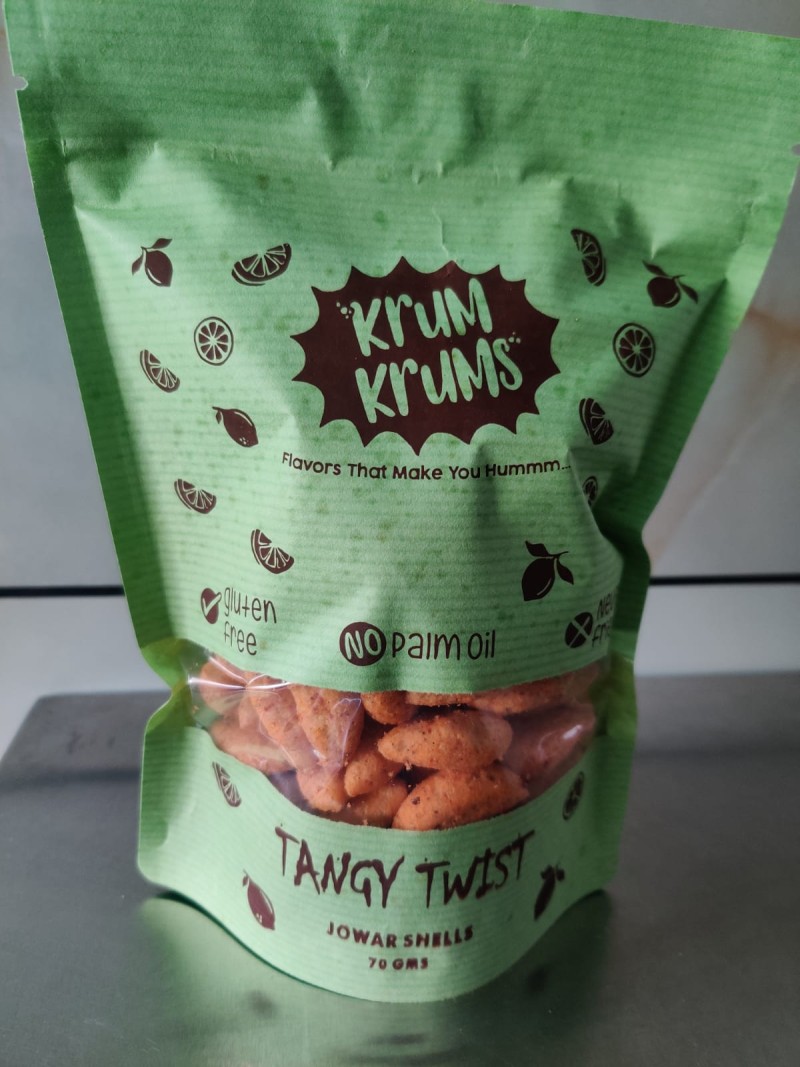 Krum
Krums
Flavors That Make You Hummm...
gluten
free
NO Palm Oil
TANGY TWIST
JOWAR SHELLS
70 GMS